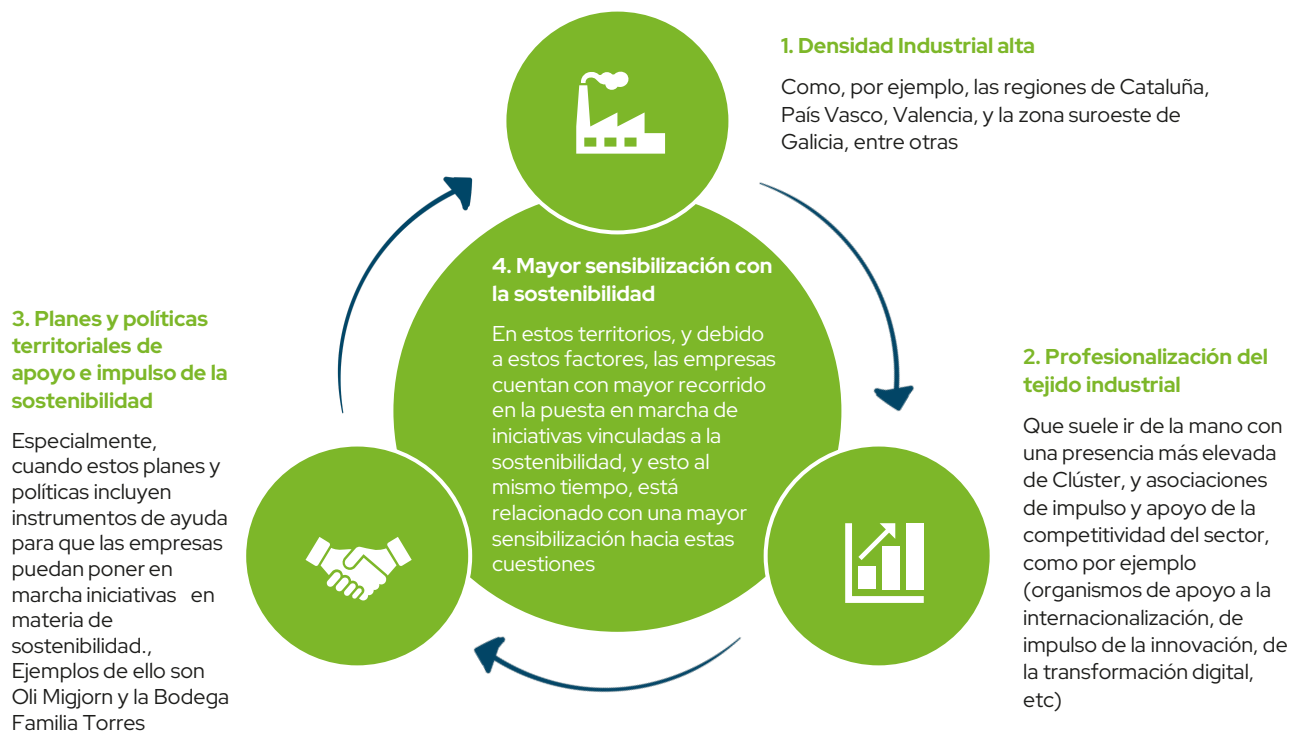 1. Densidad Industrial alta
Como, por ejemplo, las regiones de Cataluña,
País Vasco, Valencia, y la zona suroeste de
Galicia, entre otras
2. Profesionalización del
tejido industrial
Que suele ir de la mano con
una presencia más elevada
de Clúster, y asociaciones
de impulso y apoyo de la
competitividad del sector,
como por ejemplo
(organismos de apoyo a la
internacionalización, de
impulso de la innovación, de
la transformación digital,
etc)
3. Planes y políticas
territoriales de
apoyo e impulso de la
sostenibilidad
Especialmente,
cuando estos planes y
políticas incluyen
instrumentos de ayuda
para que las empresas
puedan poner en
marcha iniciativas en
materia de
sostenibilidad.,
Ejemplos de ello son
Oli Migjorn y la Bodega
Familia Torres
4. Mayor sensibilización con
la sostenibilidad
En estos territorios, y debido
a estos factores, las empresas
cuentan con mayor recorrido
en la puesta en marcha de
iniciativas vinculadas a la
sostenibilidad, y esto al
mismo tiempo, está
relacionado con una mayor
sensibilización hacia estas
cuestiones